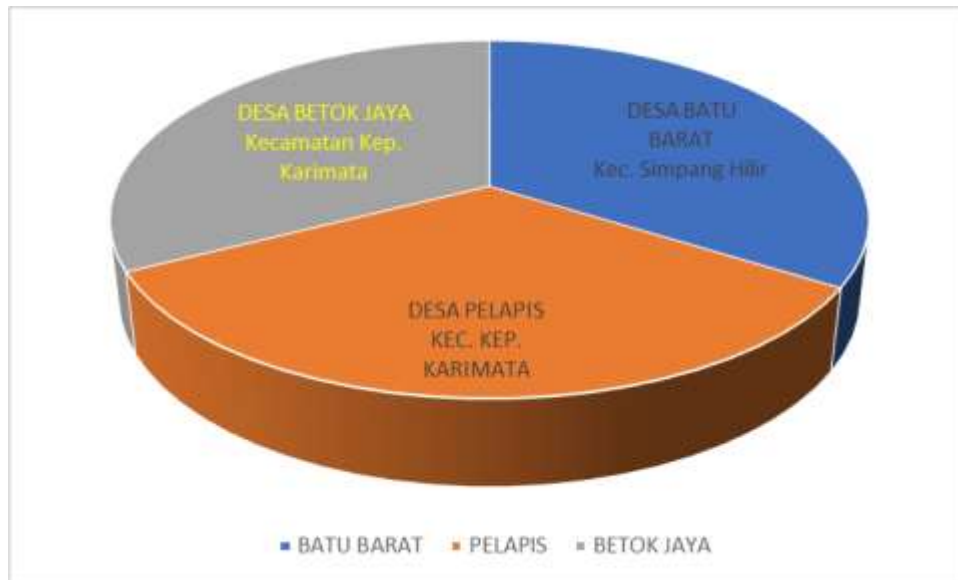 DESA BETOK JAYA
Kecamatan Kep.
Karimata
DESA BATU
BARAT
Kec. Simpang Hilir
DESA PELAPIS
KEC. KEP.
KARIMATA
BATU BARAT PELAPIS BETOK JAYA